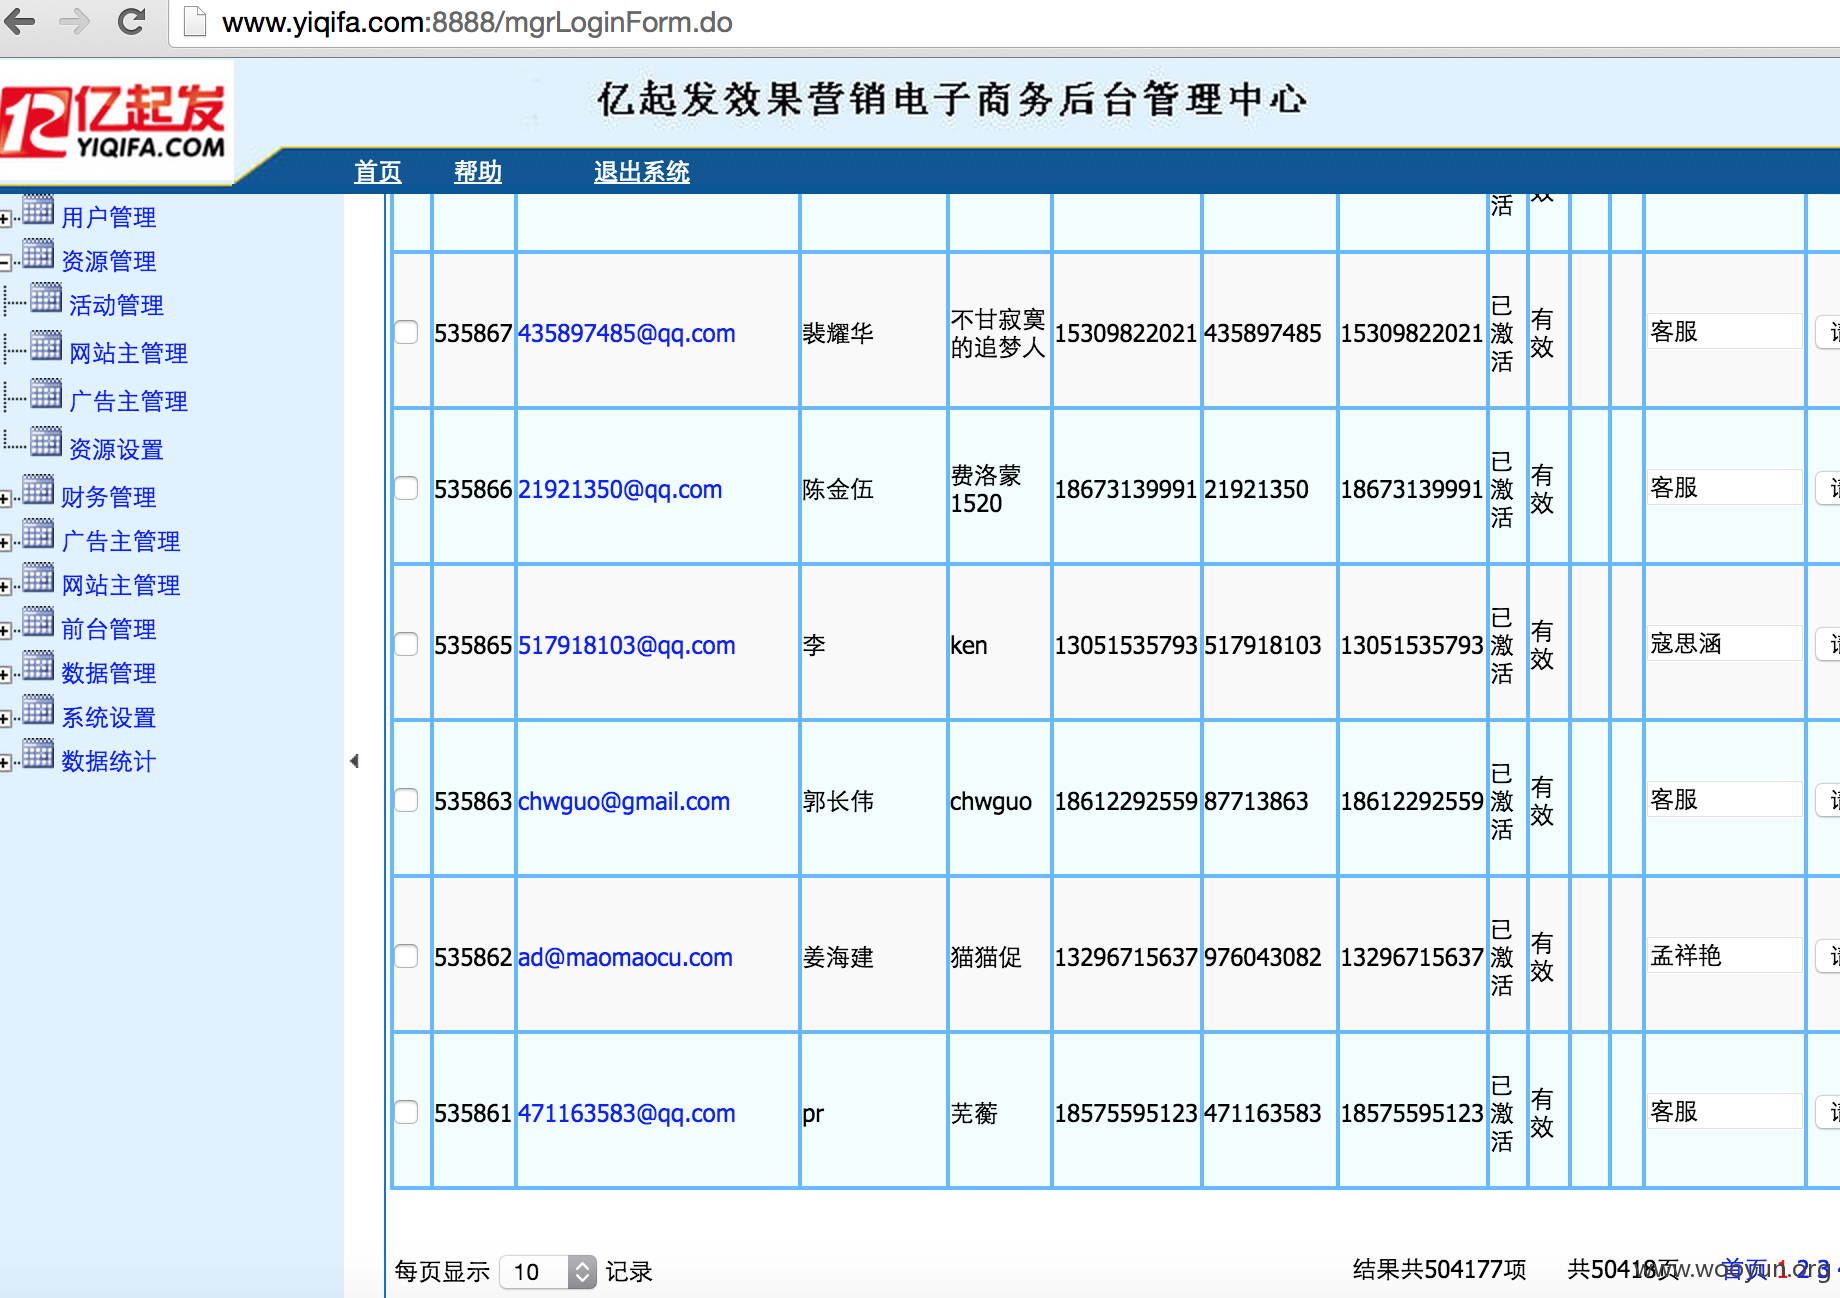 www.yiqifa.com:8888/mgrLoginForm.do
亿起发
YIQIFA.COM
亿起发效果营销电子商务后台管理中心
首页 帮助 退出系统
用户管理
资源管理
活动管理
网站主管理
广告主管理
资源设置
财务管理
广告主管理
网站主管理
前台管理
数据管理
系统设置
数据统计
活 效
535867 435897485@qq.com 裴耀华 不甘寂寞的追梦人 15309822021 435897485 15309822021 已激活 有效 客服 请
535866 21921350@qq.com 陈金伍 费洛蒙1520 18673139991 21921350 18673139991 已激活 有效 客服 请
535865 517918103@qq.com 李 ken 13051535793 517918103 13051535793 已激活 有效 寇思涵 请
535863 chwguo@gmail.com 郭长伟 chwguo 18612292559 87713863 18612292559 已激活 有效 客服 请
535862 ad@maomaocu.com 姜海建 猫猫促 13296715637 976043082 13296715637 已激活 有效 孟祥艳 请
535861 471163583@qq.com pr 芜蘅 18575595123 471163583 18575595123 已激活 有效 客服 请
每页显示 10 记录 结果共504177项 共50418页 首页 1 2 3 4
www.wooyun.org